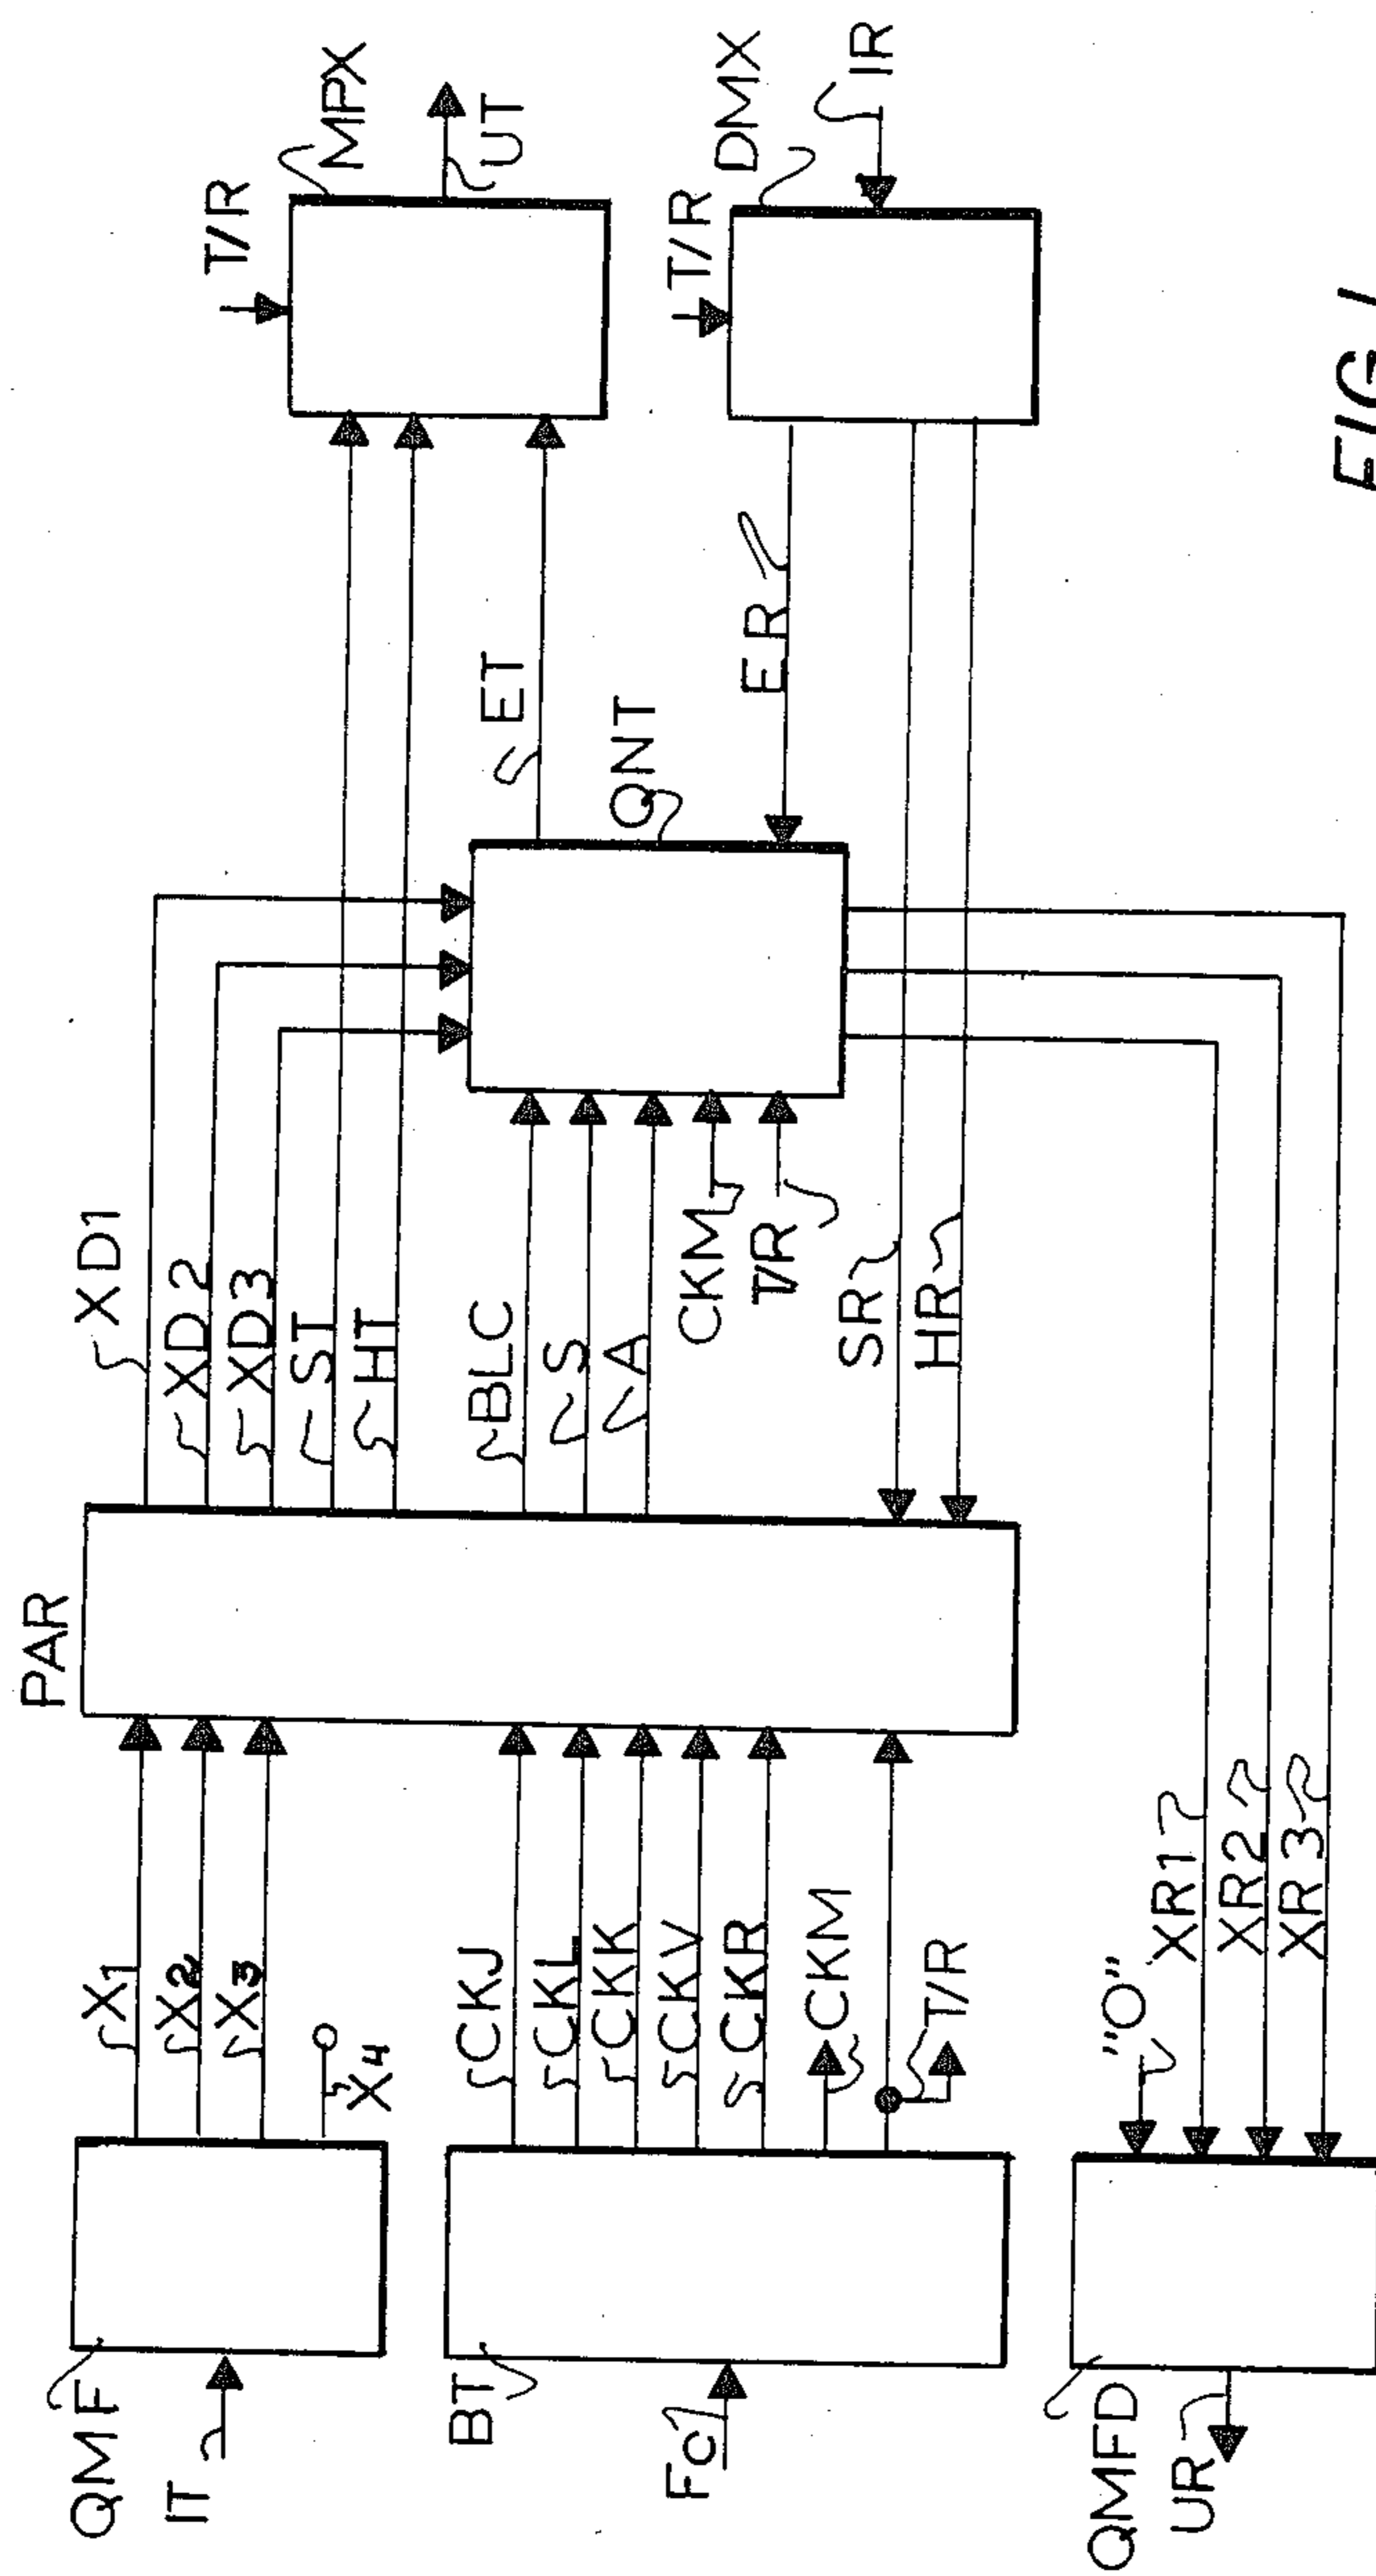 QMF
IT
X1
X2
X3
X4
PAR
XD1
XD2
XD3
ST
HT
T/R
MPX
UT
BT
Fc1
CKJ
CKL
CKK
CKV
CKR
CKM
T/R
BLC
S
A
CKM
T/R
ET
QNT
ER
T/R
DMX
IR
SR
HR
QMFD
UR
"O"
XR1
XR2
XR3
FIG. 1